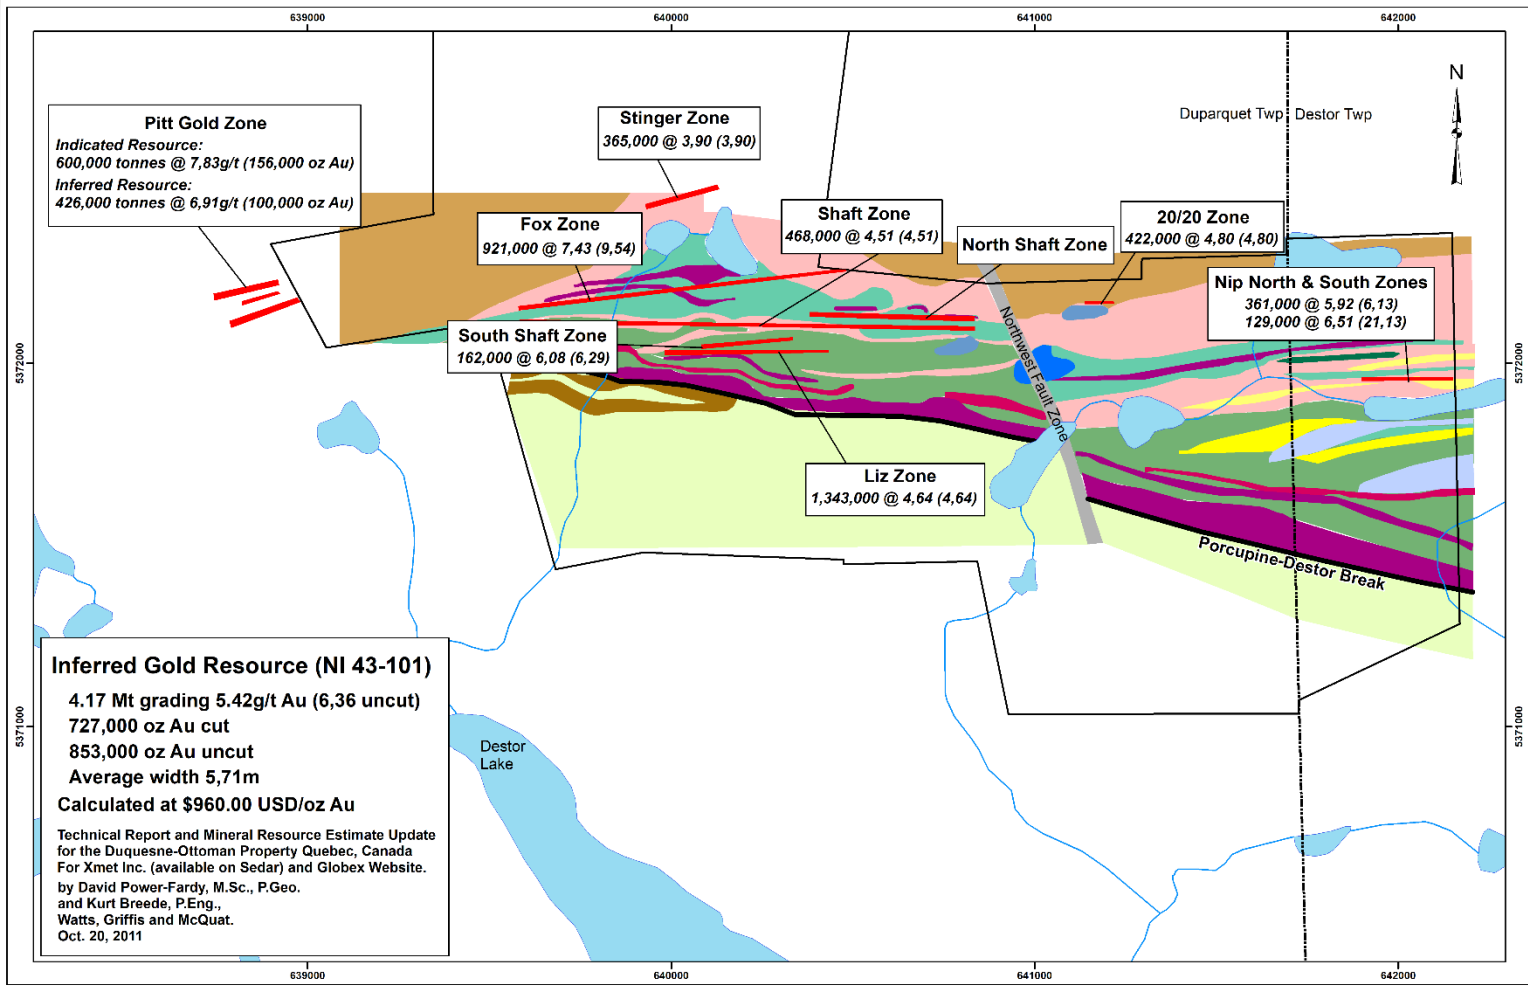 639000
640000
641000
642000
N
Duparquet Twp
Destor Twp
Pitt Gold Zone
Indicated Resource:
600,000 tonnes @ 7,83g/t (156,000 oz Au)
Inferred Resource:
426,000 tonnes @ 6,91g/t (100,000 oz Au)
Stinger Zone
365,000 @ 3,90 (3,90)
Fox Zone
921,000 @ 7,43 (9,54)
Shaft Zone
468,000 @ 4,51 (4,51)
North Shaft Zone
20/20 Zone
422,000 @ 4,80 (4,80)
Nip North & South Zones
361,000 @ 5,92 (6,13)
129,000 @ 6,51 (21,13)
South Shaft Zone
162,000 @ 6,08 (6,29)
Northwest Fault Zone
5372000
5372000
Liz Zone
1,343,000 @ 4,64 (4,64)
Porcupine-Destor Break
Inferred Gold Resource (NI 43-101)
4.17 Mt grading 5.42g/t Au (6,36 uncut)
727,000 oz Au cut
853,000 oz Au uncut
Average width 5,71m
Calculated at $960.00 USD/oz Au
Technical Report and Mineral Resource Estimate Update
for the Duquesne-Ottoman Property Quebec, Canada
For Xmet Inc. (available on Sedar) and Globex Website.
by David Power-Fardy, M.Sc., P.Geo.
and Kurt Breede, P.Eng.,
Watts, Griffis and McQuat.
Oct. 20, 2011
Destor
Lake
5371000
5371000
639000
640000
641000
642000